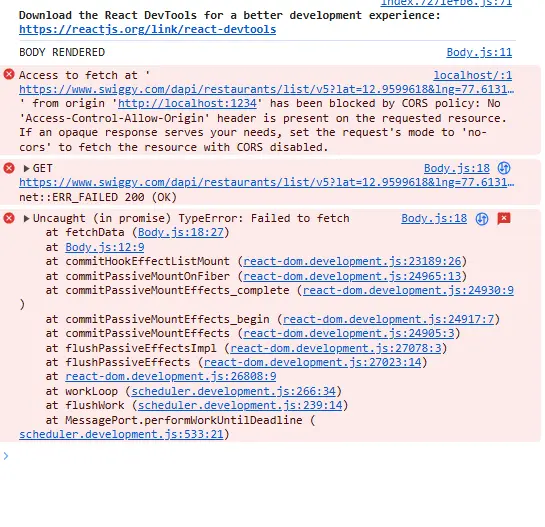 index.7271efb6.js:71
Download the React DevTools for a better development experience:
https://reactjs.org/link/react-devtools
BODY RENDERED Body.js:11
Access to fetch at ' localhost/:1
https://www.swiggy.com/dapi/restaurants/list/v5?lat=12.9599618&lng=77.6131…
' from origin 'http://localhost:1234' has been blocked by CORS policy: No
'Access-Control-Allow-Origin' header is present on the requested resource.
If an opaque response serves your needs, set the request's mode to 'no-
cors' to fetch the resource with CORS disabled.
GET Body.js:18
https://www.swiggy.com/dapi/restaurants/list/v5?lat=12.9599618&lng=77.6131…
net::ERR_FAILED 200 (OK)
Uncaught (in promise) TypeError: Failed to fetch Body.js:18
at fetchData (Body.js:18:27)
at Body.js:12:9
at commitHookEffectListMount (react-dom.development.js:23189:26)
at commitPassiveMountOnFiber (react-dom.development.js:24965:13)
at commitPassiveMountEffects_complete (react-dom.development.js:24930:9
)
at commitPassiveMountEffects_begin (react-dom.development.js:24917:7)
at commitPassiveMountEffects (react-dom.development.js:24905:3)
at flushPassiveEffectsImpl (react-dom.development.js:27078:3)
at flushPassiveEffects (react-dom.development.js:27023:14)
at react-dom.development.js:26808:9
at workLoop (scheduler.development.js:266:34)
at flushWork (scheduler.development.js:239:14)
at MessagePort.performWorkUntilDeadline (
scheduler.development.js:533:21)